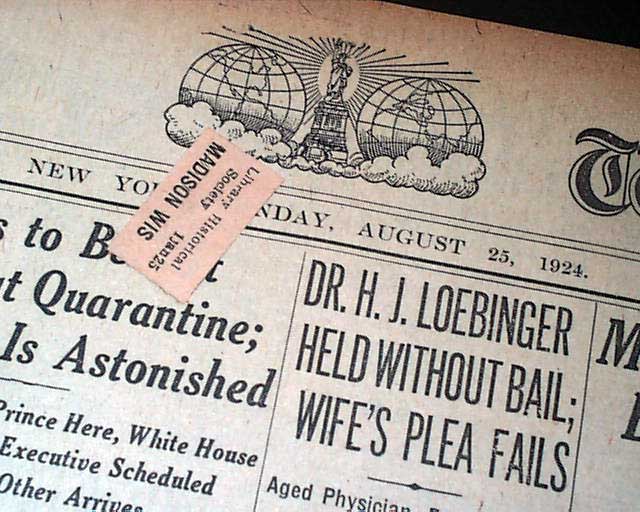 NEW YO NDAY, AUGUST 25, 1924.
Library Historical
Society 1Jan25
MADISON WIS
s to B t
t Quarantine;
Is Astonished
Prince Here, White House
Executive Scheduled
Other Arrives
DR. H. J. LOEBINGER
HELD WITHOUT BAIL;
WIFE'S PLEA FAILS
Aged Physician
M